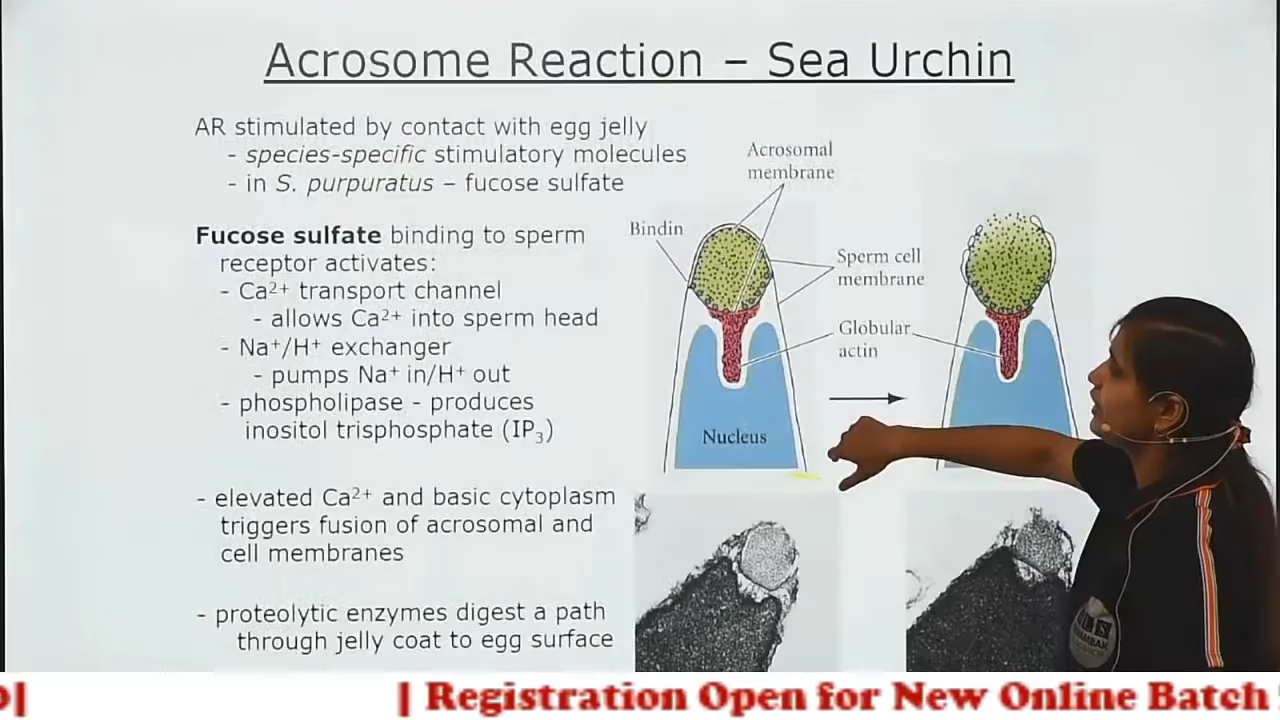 Acrosome Reaction – Sea Urchin
AR stimulated by contact with egg jelly
- species-specific stimulatory molecules
- in S. purpuratus – fucose sulfate
Fucose sulfate binding to sperm
receptor activates:
- Ca²⁺ transport channel
- allows Ca²⁺ into sperm head
- Na⁺/H⁺ exchanger
- pumps Na⁺ in/H⁺ out
- phospholipase - produces
inositol trisphosphate (IP₃)
- elevated Ca²⁺ and basic cytoplasm
triggers fusion of acrosomal and
cell membranes
- proteolytic enzymes digest a path
through jelly coat to egg surface
Acrosomal
membrane
Bindin
Sperm cell
membrane
Globular
actin
Nucleus
| Registration Open for New Online Batch